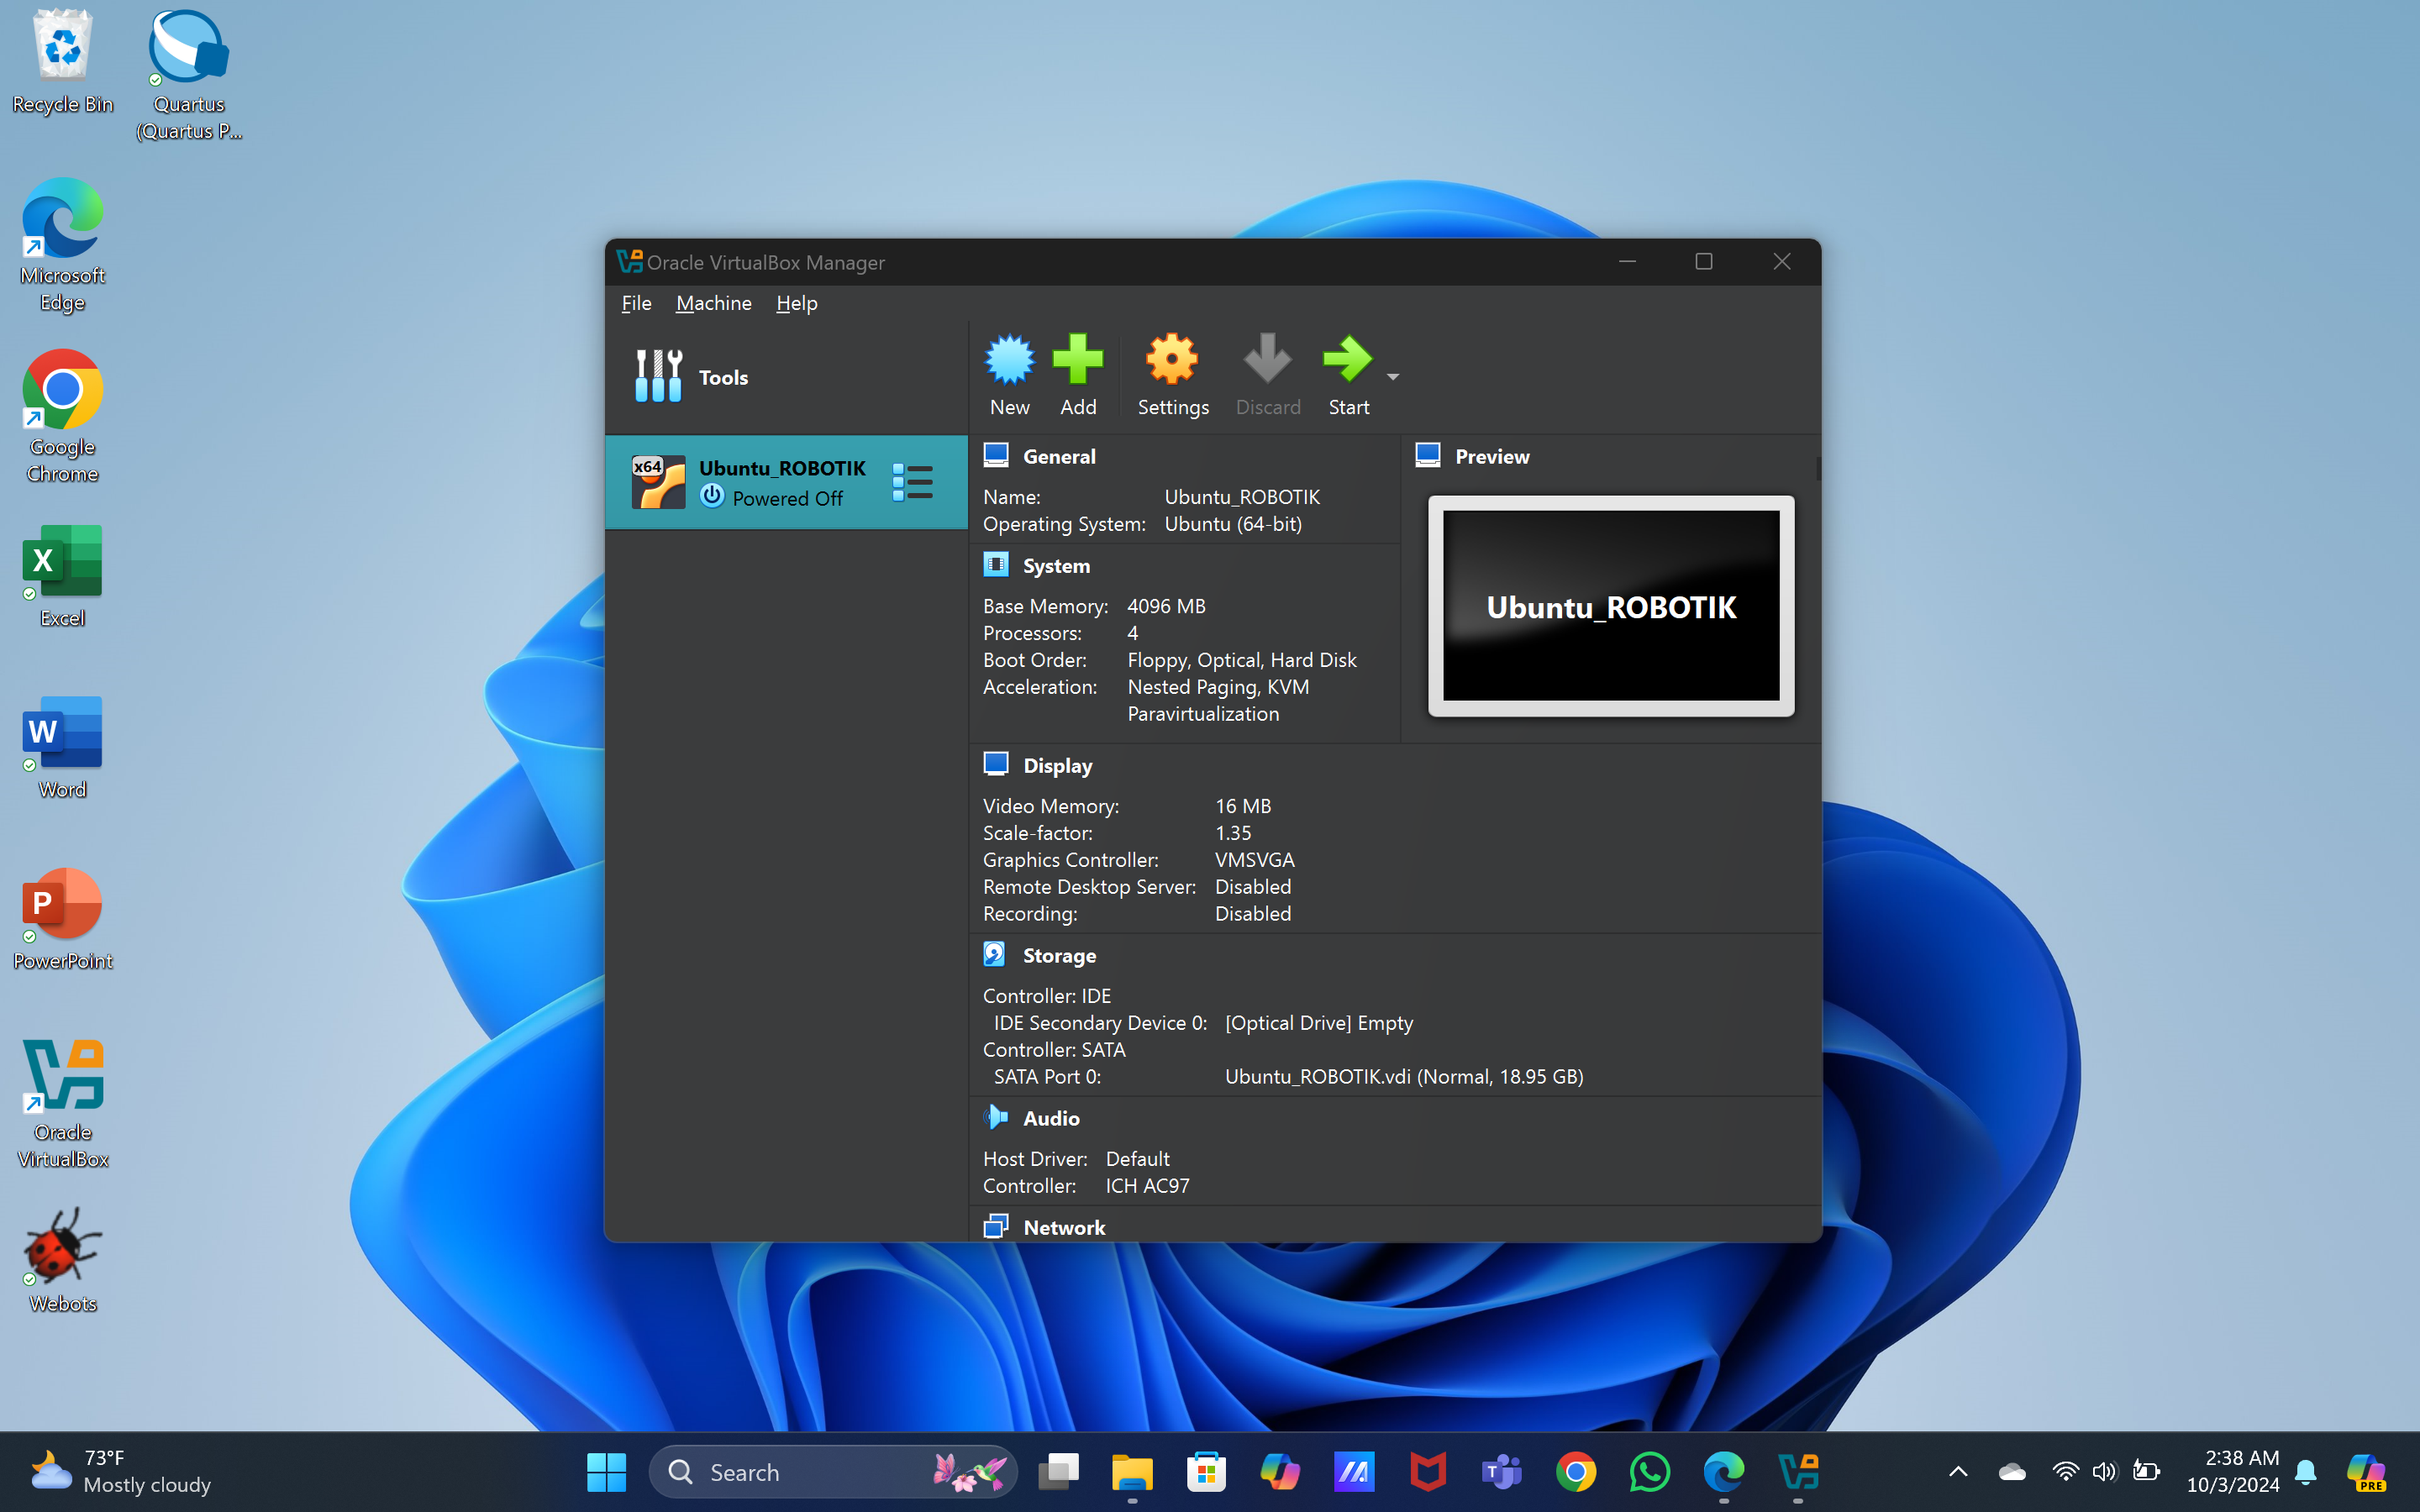 Recycle Bin
Quartus
(Quartus P...
Microsoft
Edge
Google
Chrome
Excel
Word
PowerPoint
Oracle
VirtualBox
Webots
Oracle VirtualBox Manager
File Machine Help
Tools
New Add Settings Discard Start
x64
Ubuntu_ROBOTIK
Powered Off
General
Name: Ubuntu_ROBOTIK
Operating System: Ubuntu (64-bit)
System
Base Memory: 4096 MB
Processors: 4
Boot Order: Floppy, Optical, Hard Disk
Acceleration: Nested Paging, KVM
Paravirtualization
Preview
Ubuntu_ROBOTIK
Display
Video Memory: 16 MB
Scale-factor: 1.35
Graphics Controller: VMSVGA
Remote Desktop Server: Disabled
Recording: Disabled
Storage
Controller: IDE
IDE Secondary Device 0: [Optical Drive] Empty
Controller: SATA
SATA Port 0: Ubuntu_ROBOTIK.vdi (Normal, 18.95 GB)
Audio
Host Driver: Default
Controller: ICH AC97
Network
73°F
Mostly cloudy
Search
2:38 AM
10/3/2024
PRE